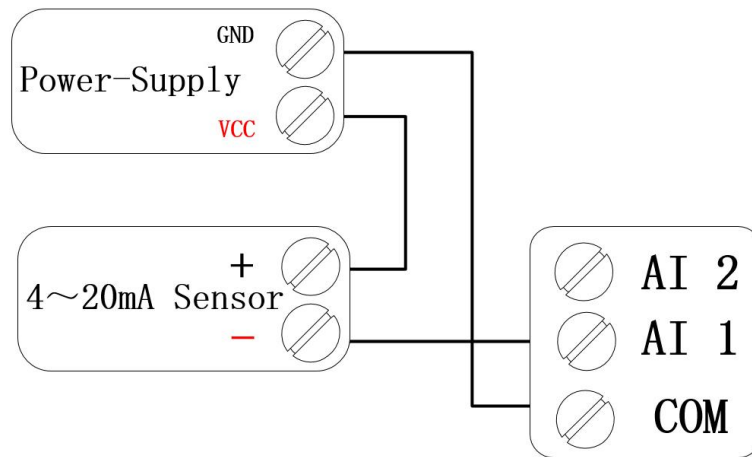 GND
Power-Supply
VCC
+
4～20mA Sensor
−
AI 2
AI 1
COM